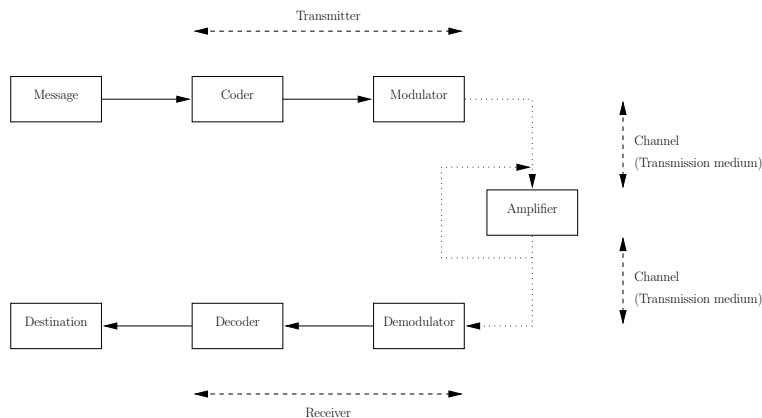 Transmitter
Message
Coder
Modulator
Channel
(Transmission medium)
Amplifier
Channel
(Transmission medium)
Destination
Decoder
Demodulator
Receiver